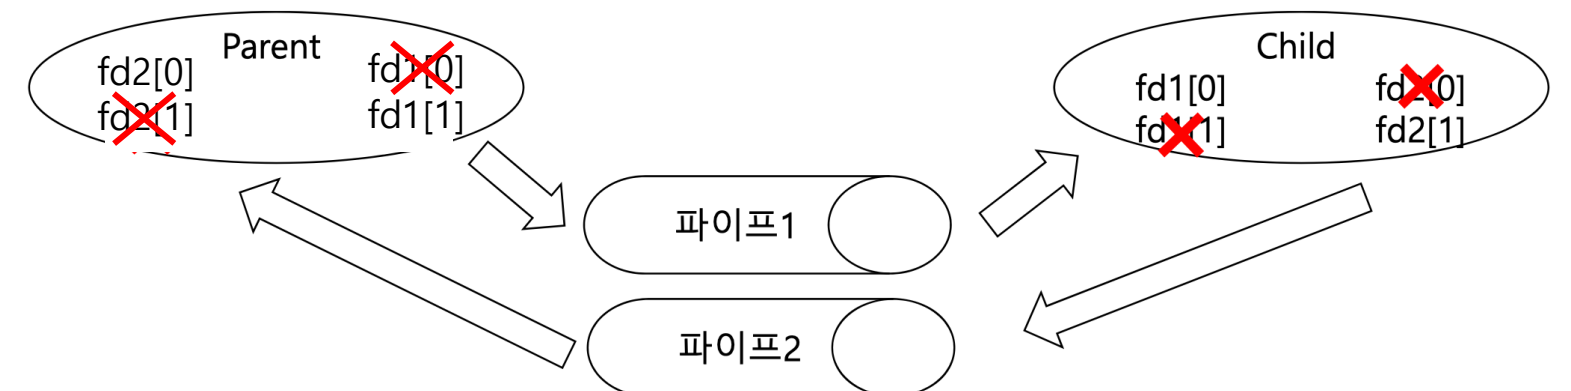 Parent
fd2[0]
fd1[0]
fd2[1]
fd1[1]
Child
fd1[0]
fd2[0]
fd1[1]
fd2[1]
파이프1
파이프2